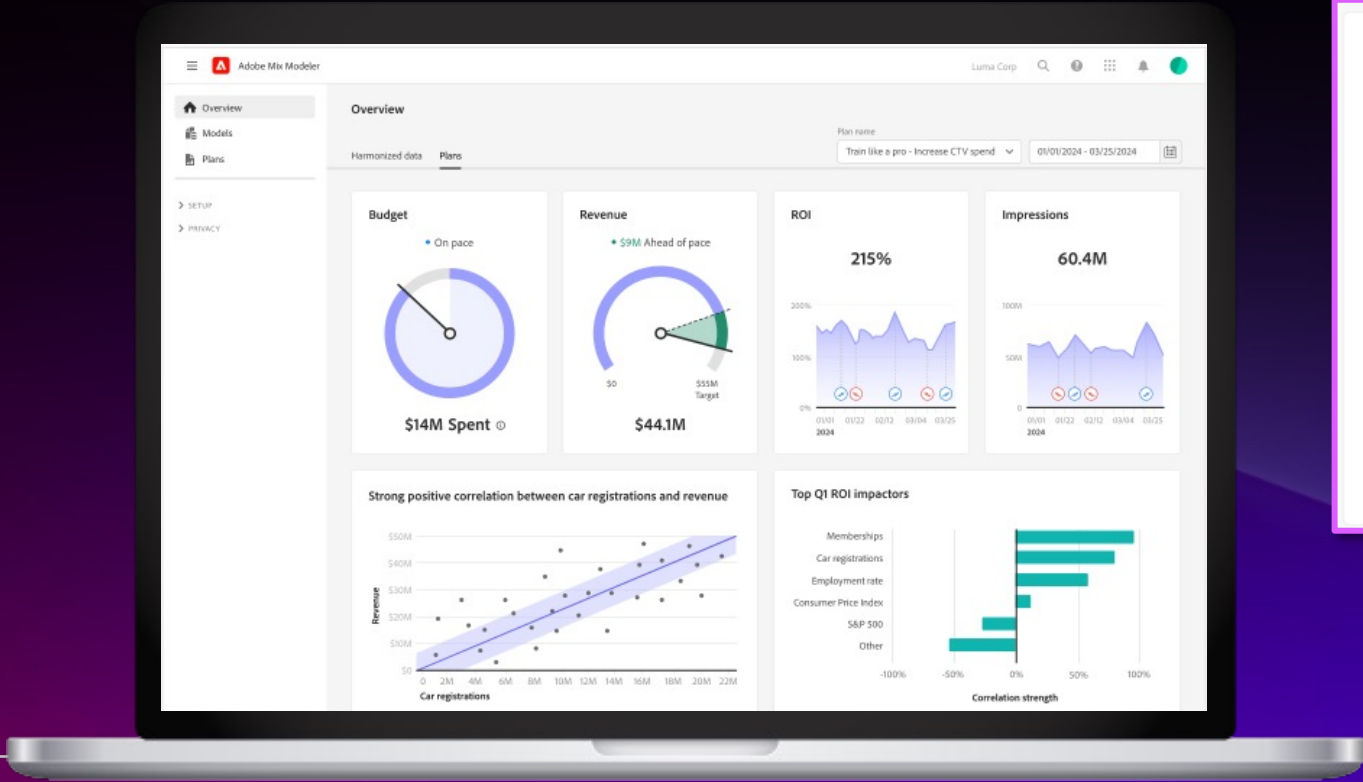 Adobe Mix Modeler
Luma Corp
Overview
Models
Plans
SETUP
PRIVACY
Overview
Harmonized data Plans
Plan name
Train like a pro - Increase CTV spend
01/01/2024 - 03/25/2024
Budget
On pace
$14M Spent
Revenue
$9M Ahead of pace
$0
$55M
Target
$44.1M
ROI
215%
200%
100%
0%
01/01 01/22 02/12 03/04 03/25
2024
Impressions
60.4M
100M
50M
0
01/01 01/22 02/12 03/04 03/25
2024
Strong positive correlation between car registrations and revenue
Revenue
$50M
$40M
$30M
$20M
$10M
$0
0 2M 4M 6M 8M 10M 12M 14M 16M 18M 20M 22M
Car registrations
Top Q1 ROI impactors
Memberships
Car registrations
Employment rate
Consumer Price Index
S&P 500
Other
-100% -50% 0% 50% 100%
Correlation strength